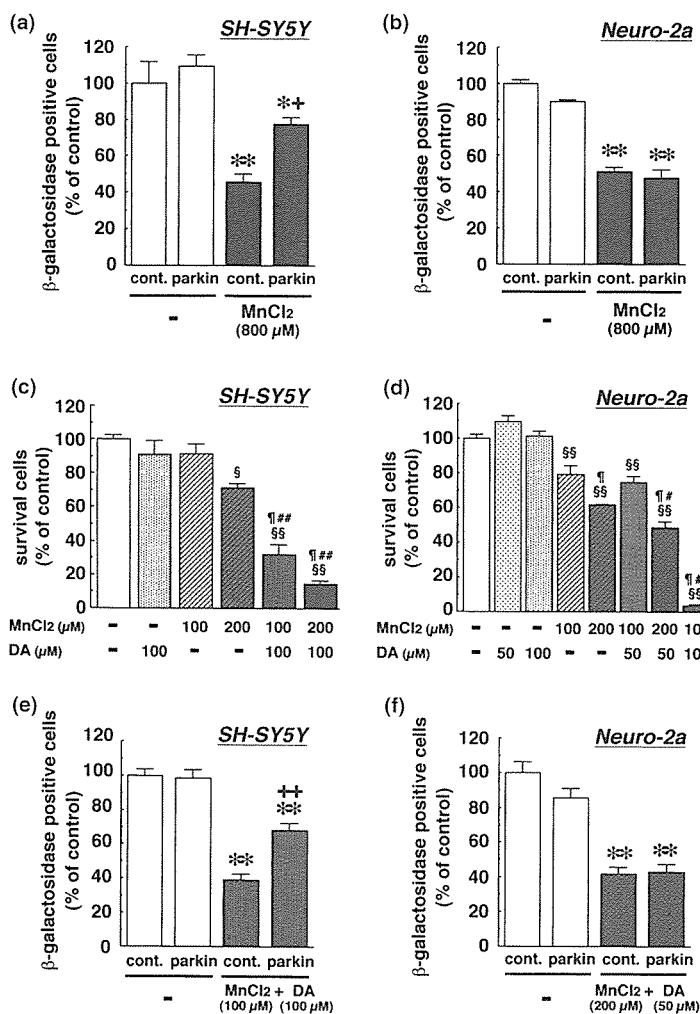 (a) SH-SY5Y
β-galactosidase positive cells
(% of control)
120
100
80
60
40
20
0
** *+
cont. parkin cont. parkin
- MnCl2
(800 μM)
(b) Neuro-2a
β-galactosidase positive cells
(% of control)
120
100
80
60
40
20
0
** **
cont. parkin cont. parkin
- MnCl2
(800 μM)
(c) SH-SY5Y
survival cells
(% of control)
120
100
80
60
40
20
0
§
¶ ##
§§
¶ ##
§§
MnCl2 (μM) - - 100 200 100 200
DA (μM) - 100 - - 100 100
(d) Neuro-2a
survival cells
(% of control)
120
100
80
60
40
20
0
§§
¶
§§
§§
¶ #
§§
¶ #
§§
MnCl2 (μM) - - - 100 200 100 200 10
DA (μM) - 50 100 - - 50 50 10
(e) SH-SY5Y
β-galactosidase positive cells
(% of control)
120
100
80
60
40
20
0
**
++
**
cont. parkin cont. parkin
- MnCl2 + DA
(100 μM) (100 μM)
(f) Neuro-2a
β-galactosidase positive cells
(% of control)
120
100
80
60
40
20
0
** **
cont. parkin cont. parkin
- MnCl2 + DA
(200 μM) (50 μM)